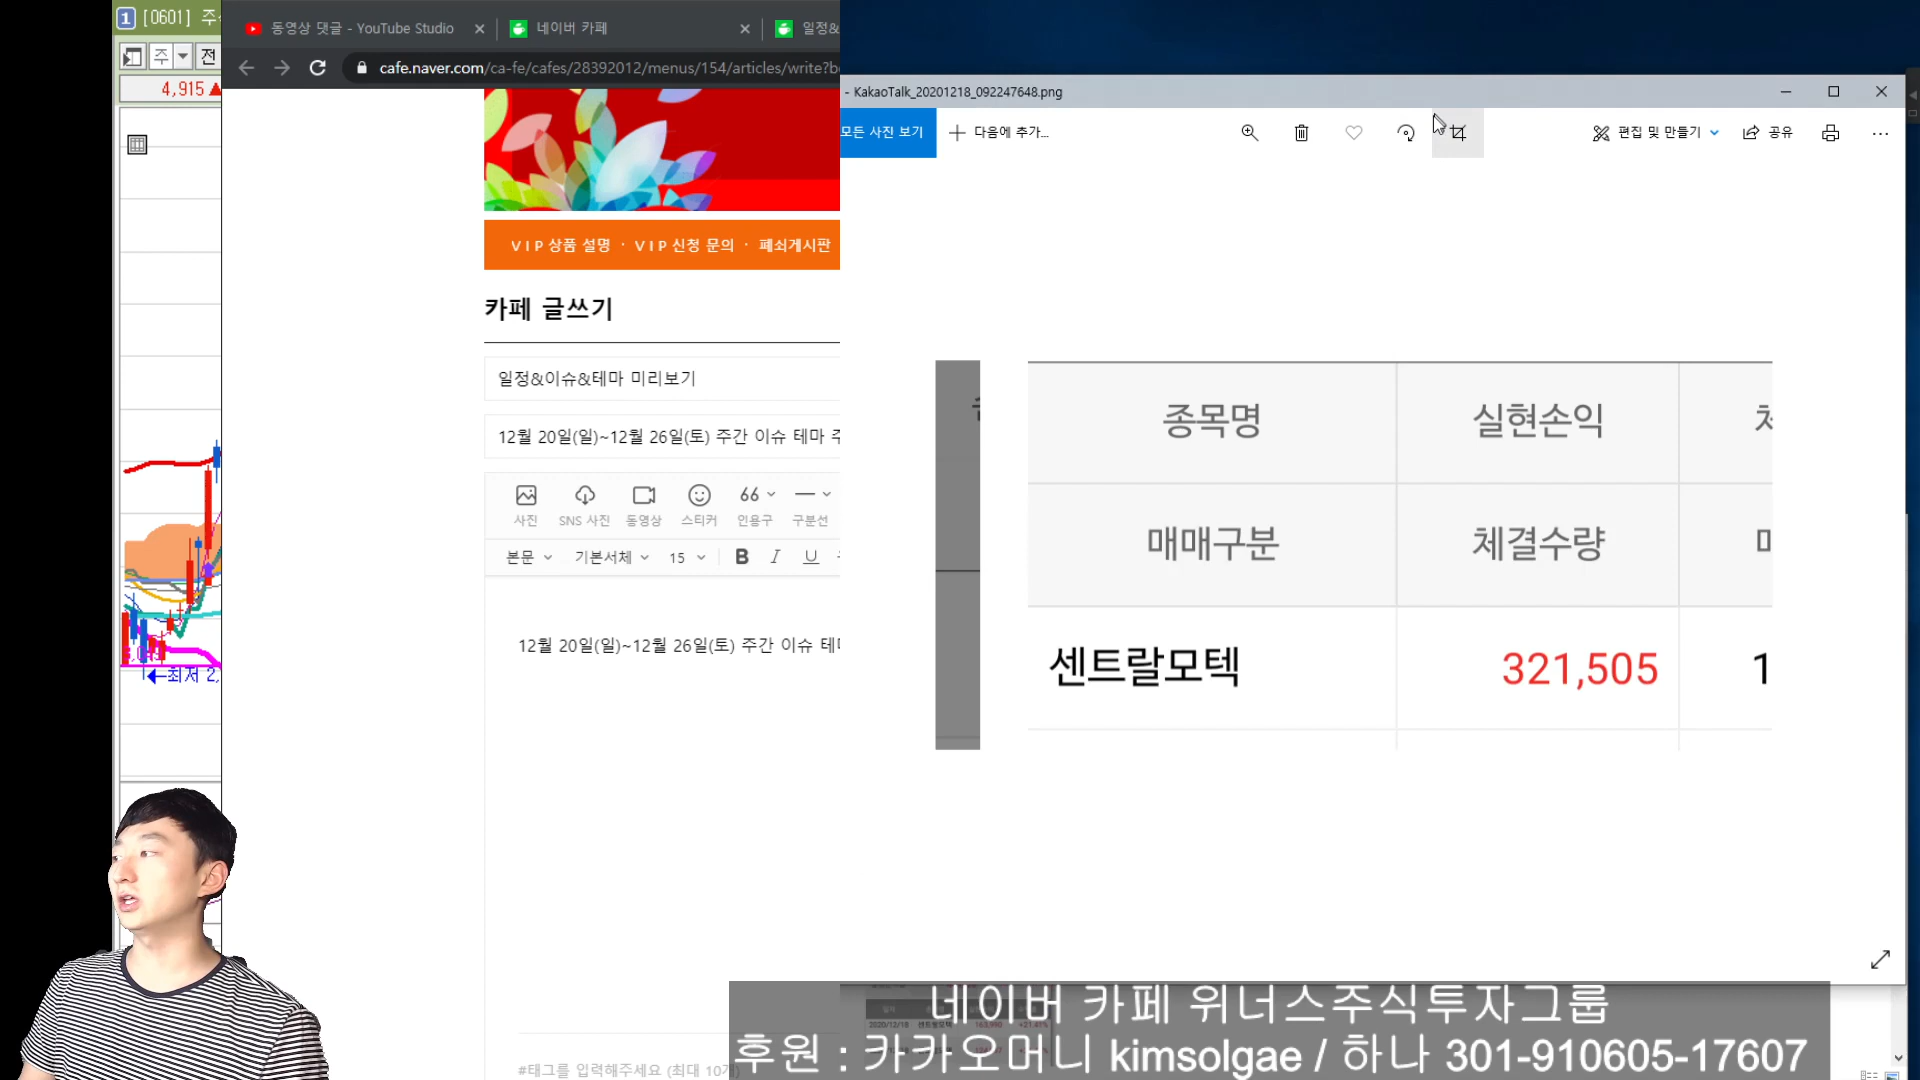 1 [0601]
주 전
4,915▲
최저 2,
동영상 댓글 - YouTube Studio
네이버 카페
cafe.naver.com/ca-fe/cafes/28392012/menus/154/articles/write?b
VIP 상품 설명 · VIP 신청 문의 · 폐쇠게시판
카페 글쓰기
일정&이슈&테마 미리보기
12월 20일(일)~12월 26일(토) 주간 이슈 테마
사진 SNS 사진 동영상 스티커 인용구 구분선
본문 기본서체 15 B I U
12월 20일(일)~12월 26일(토) 주간 이슈
#태그를 입력해주세요 (최대 10개)
- KakaoTalk_20201218_092247648.png
모든 사진 보기 다음에 추가... 편집 및 만들기 공유
종목명 실현손익
매매구분 체결수량
센트랄모텍 321,505 1
네이버 카페 위너스주식투자그룹
후원 : 카카오머니 kimsolgae / 하나 301-910605-17607